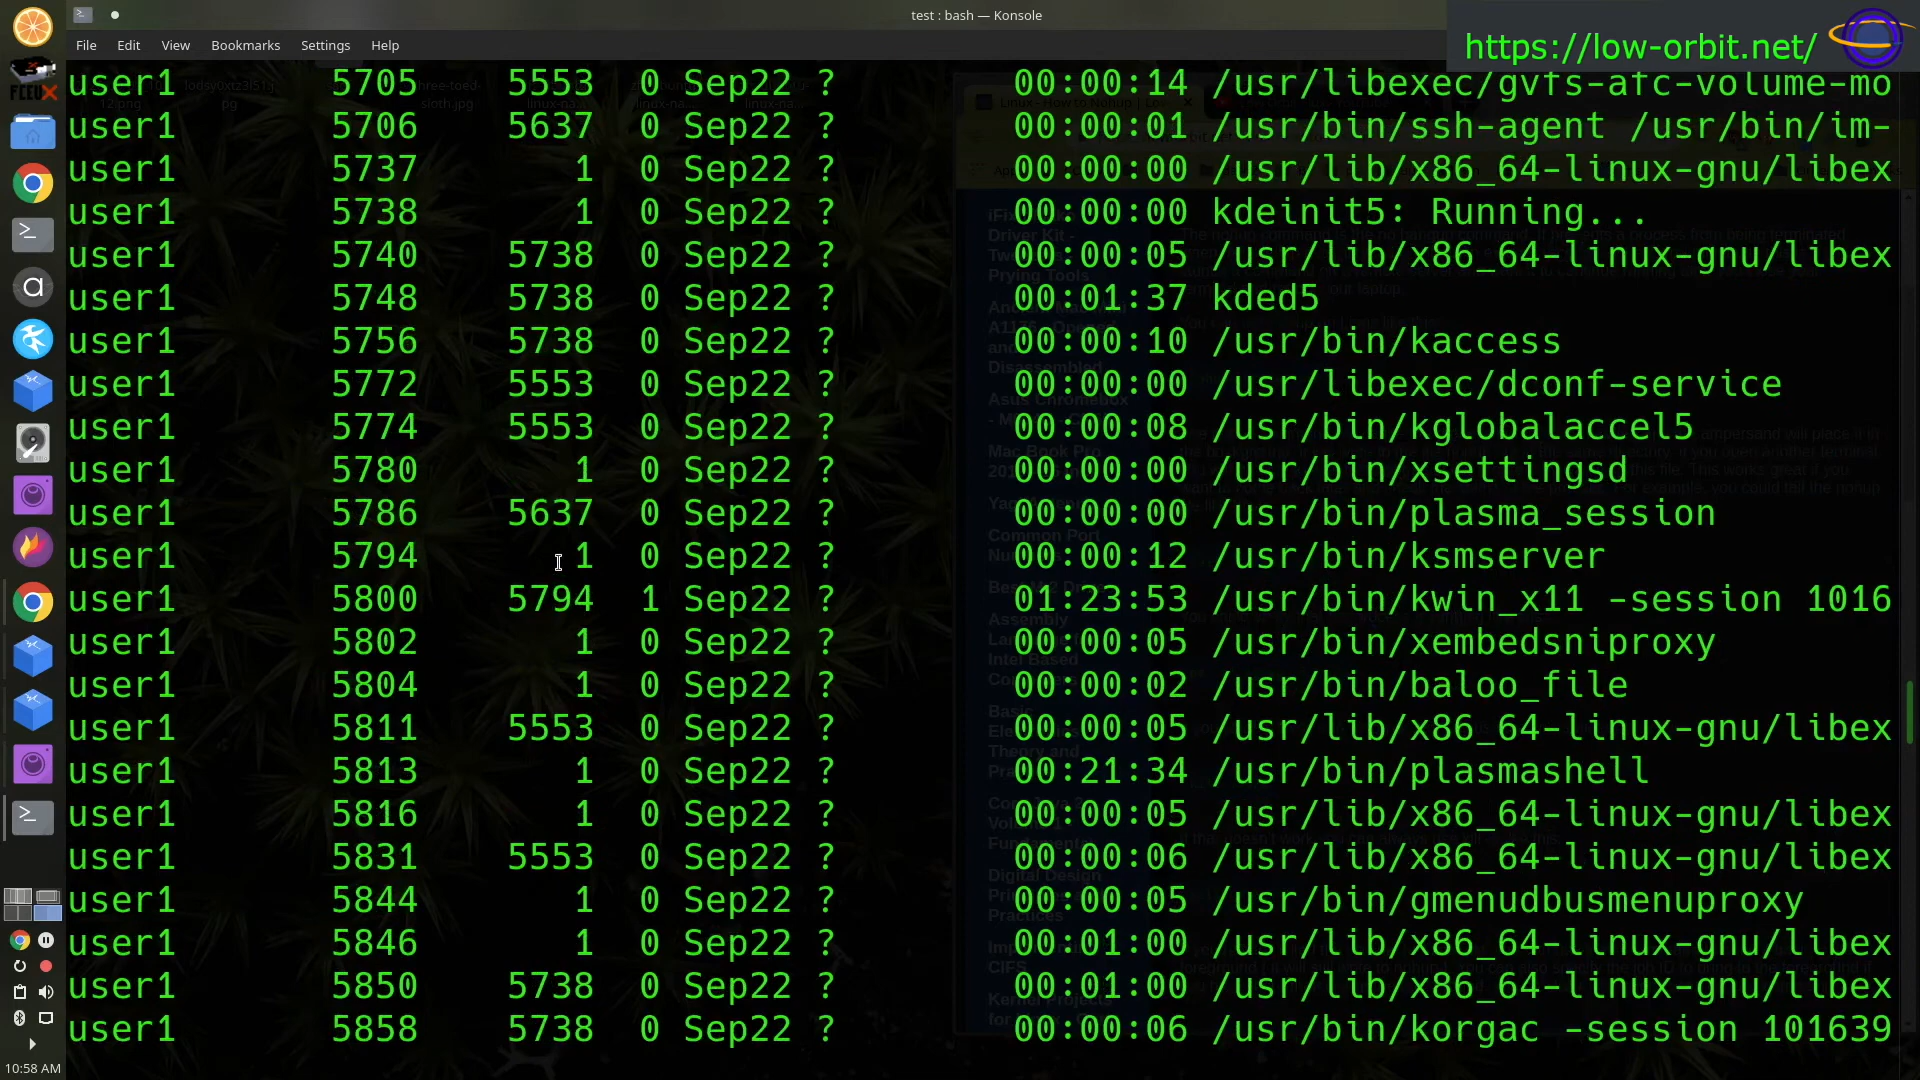 test : bash — Konsole
https://low-orbit.net/
File Edit View Bookmarks Settings Help
user1 5705 5553 0 Sep22 ? 00:00:14 /usr/libexec/gvfs-afc-volume-mo
user1 5706 5637 0 Sep22 ? 00:00:01 /usr/bin/ssh-agent /usr/bin/im-
user1 5737 1 0 Sep22 ? 00:00:00 /usr/lib/x86_64-linux-gnu/libex
user1 5738 1 0 Sep22 ? 00:00:00 kdeinit5: Running...
user1 5740 5738 0 Sep22 ? 00:00:05 /usr/lib/x86_64-linux-gnu/libex
user1 5748 5738 0 Sep22 ? 00:01:37 kded5
user1 5756 5738 0 Sep22 ? 00:00:10 /usr/bin/kaccess
user1 5772 5553 0 Sep22 ? 00:00:00 /usr/libexec/dconf-service
user1 5774 5553 0 Sep22 ? 00:00:08 /usr/bin/kglobalaccel5
user1 5780 1 0 Sep22 ? 00:00:00 /usr/bin/xsettingsd
user1 5786 5637 0 Sep22 ? 00:00:00 /usr/bin/plasma_session
user1 5794 1 0 Sep22 ? 00:00:12 /usr/bin/ksmserver
user1 5800 5794 1 Sep22 ? 01:23:53 /usr/bin/kwin_x11 -session 1016
user1 5802 1 0 Sep22 ? 00:00:05 /usr/bin/xembedsniproxy
user1 5804 1 0 Sep22 ? 00:00:02 /usr/bin/baloo_file
user1 5811 5553 0 Sep22 ? 00:00:05 /usr/lib/x86_64-linux-gnu/libex
user1 5813 1 0 Sep22 ? 00:21:34 /usr/bin/plasmashell
user1 5816 1 0 Sep22 ? 00:00:05 /usr/lib/x86_64-linux-gnu/libex
user1 5831 5553 0 Sep22 ? 00:00:06 /usr/lib/x86_64-linux-gnu/libex
user1 5844 1 0 Sep22 ? 00:00:05 /usr/bin/gmenudbusmenuproxy
user1 5846 1 0 Sep22 ? 00:01:00 /usr/lib/x86_64-linux-gnu/libex
user1 5850 5738 0 Sep22 ? 00:01:00 /usr/lib/x86_64-linux-gnu/libex
user1 5858 5738 0 Sep22 ? 00:00:06 /usr/bin/korgac -session 101639
FCEUX
10:58 AM